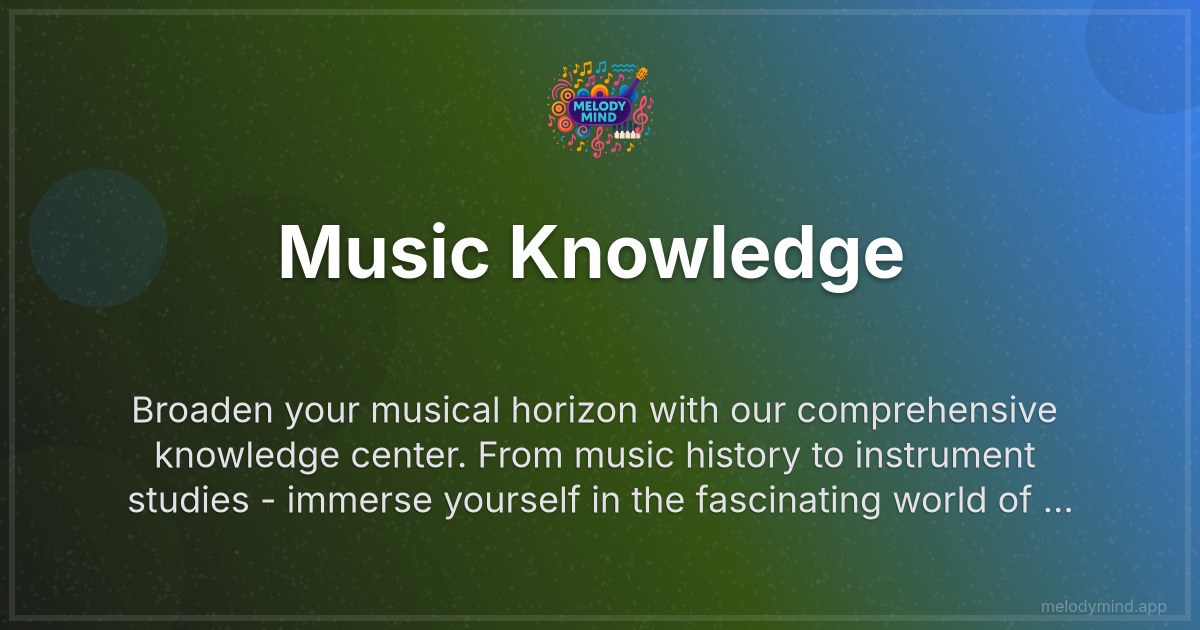 MELODY
MIND
Music Knowledge
Broaden your musical horizon with our comprehensive
knowledge center. From music history to instrument
studies - immerse yourself in the fascinating world of ...
melodymind.app